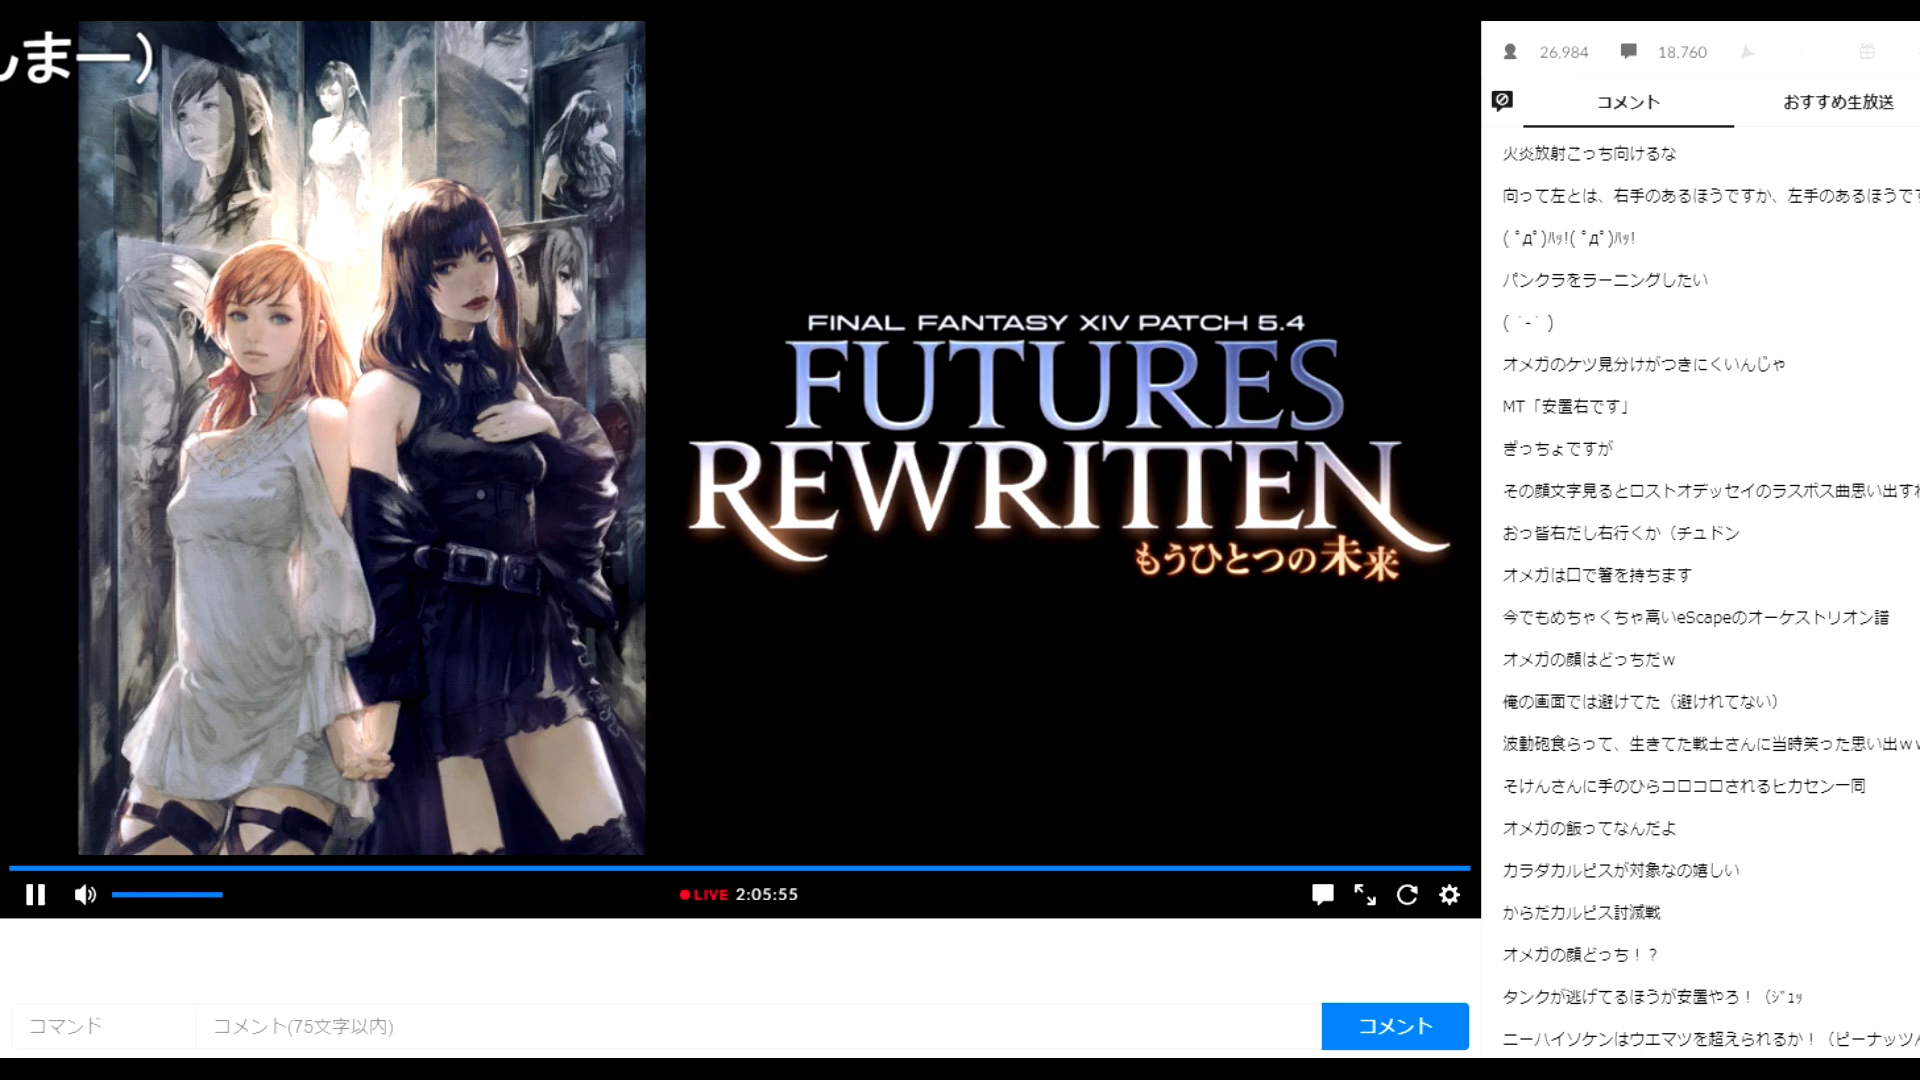 しまー）
FINAL FANTASY XIV PATCH 5.4
FUTURES
REWRITTEN
もうひとつの未来
LIVE 2:05:55
コマンド
コメント(75文字以内)
コメント
26,984
18,760
コメント
おすすめ生放送
火炎放射こっち向けるな
向って左とは、右手のあるほうですか、左手のあるほうで
( ﾟдﾟ)ﾊｯ!( ﾟдﾟ)ﾊｯ!
パンクラをラーニングしたい
( ˙-˙ )
オメガのケツ見分けがつきにくいんじゃ
MT「安置右です」
ぎっちょですが
その顔文字見るとロストオデッセイのラスボス曲思い出す
おっ皆右だし右行くか（チュドン
オメガは口で箸を持ちます
今でもめちゃくちゃ高いeScapeのオーケストリオン譜
オメガの顔はどっちだｗ
俺の画面では避けてた（避けれてない）
波動砲食らって、生きてた戦士さんに当時笑った思い出ｗ
そけんさんに手のひらコロコロされるヒカセン一同
オメガの飯ってなんだよ
カラダカルピスが対象なの嬉しい
からだカルピス討滅戦
オメガの顔どっち！？
タンクが逃げてるほうが安置やろ！（ｼﾞｭｯ
ニーハイソケンはウエマツを超えられるか！（ピーナッツ